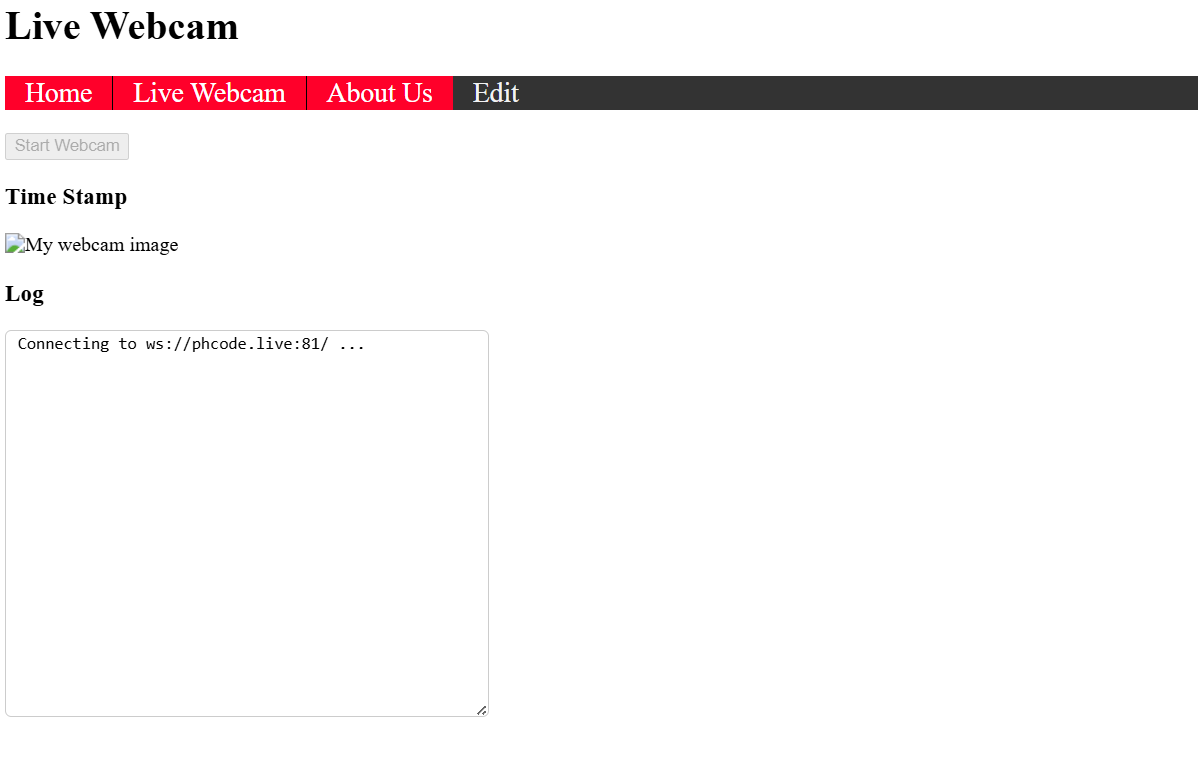 Live Webcam
Home Live Webcam About Us Edit
Start Webcam
Time Stamp
My webcam image
Log
Connecting to ws://phcode.live:81/ ...